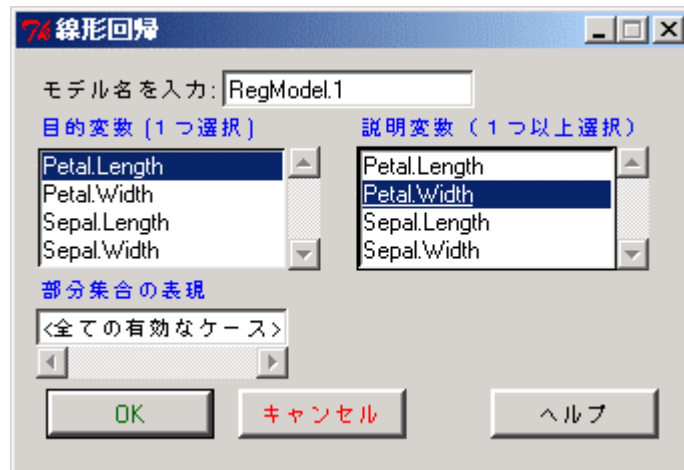 線形回帰
モデル名を入力: RegModel.1
目的変数 (1つ選択)
説明変数 (1つ以上選択)
Petal.Length
Petal.Width
Sepal.Length
Sepal.Width
Petal.Length
Petal.Width
Sepal.Length
Sepal.Width
部分集合の表現
<全ての有効なケース>
OK
キャンセル
ヘルプ